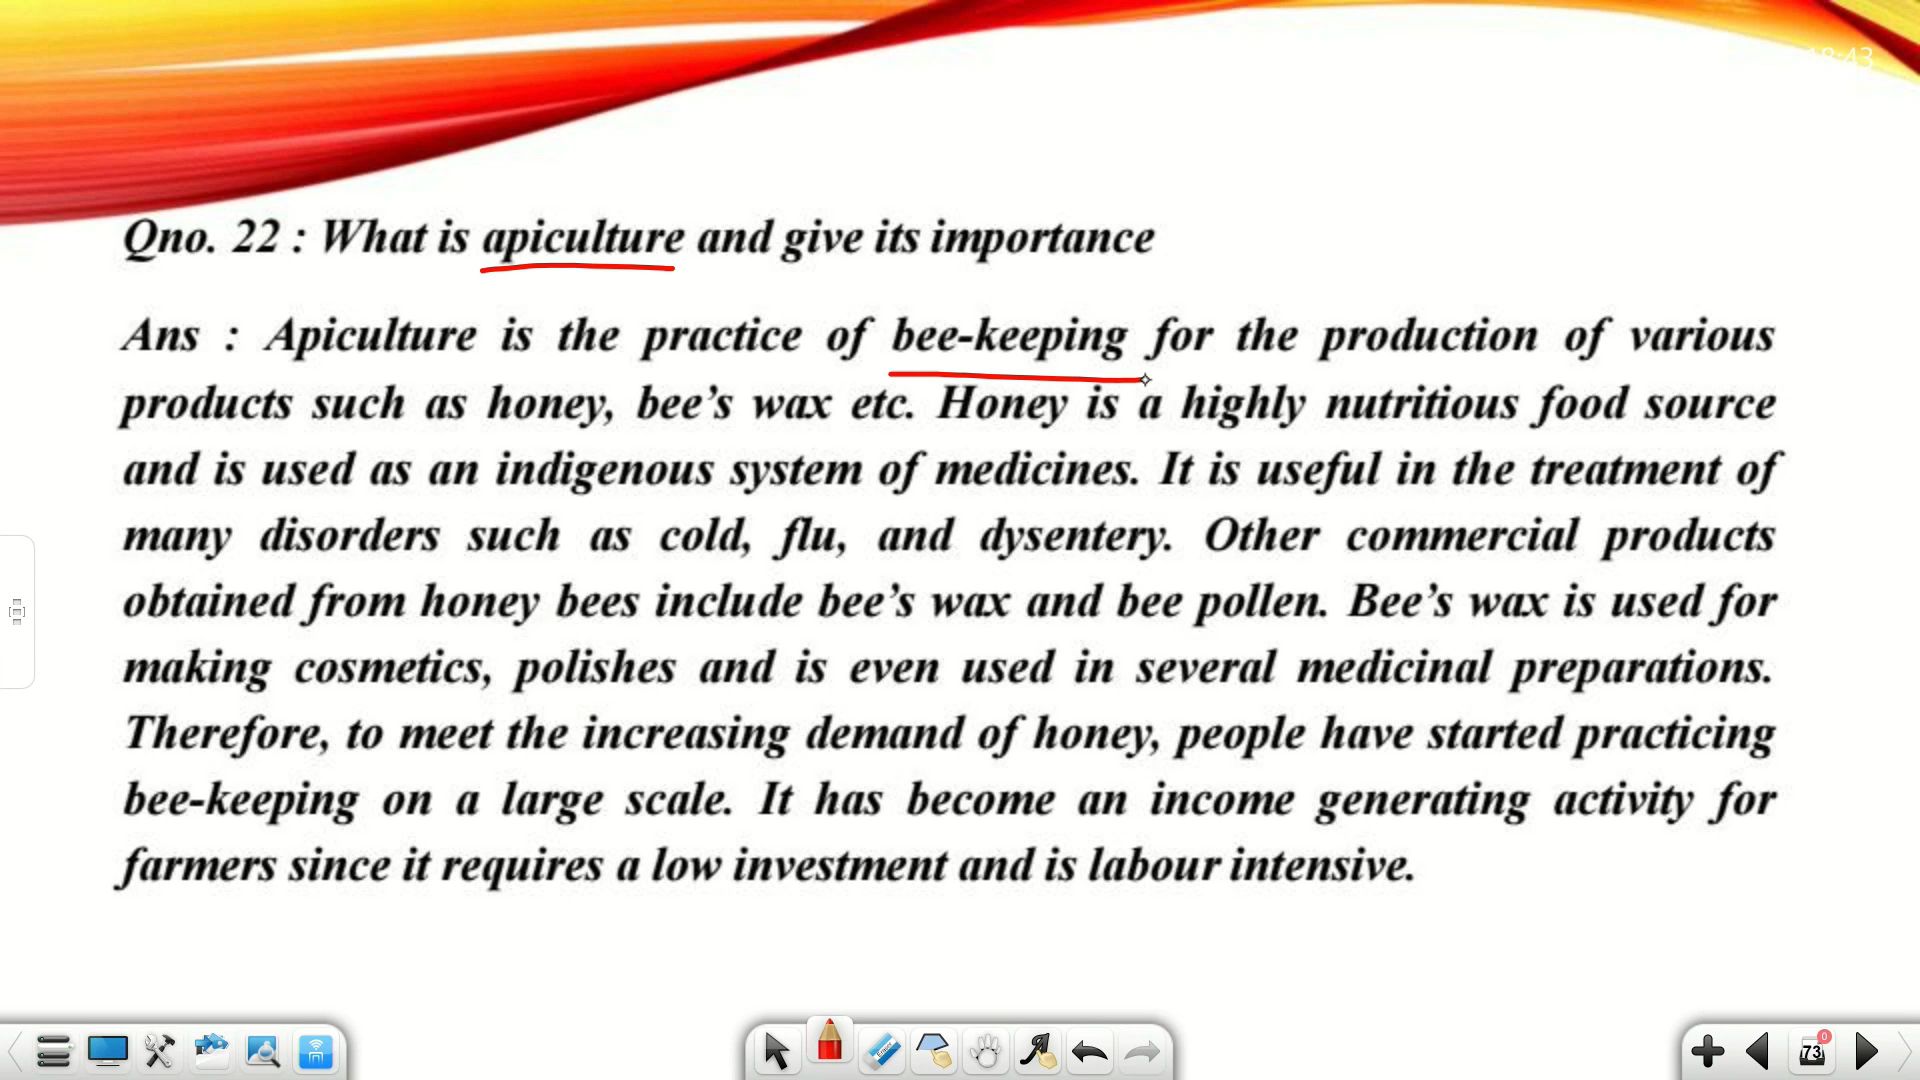 18:43
Qno. 22 : What is apiculture and give its importance
Ans : Apiculture is the practice of bee-keeping for the production of various
products such as honey, bee’s wax etc. Honey is a highly nutritious food source
and is used as an indigenous system of medicines. It is useful in the treatment of
many disorders such as cold, flu, and dysentery. Other commercial products
obtained from honey bees include bee’s wax and bee pollen. Bee’s wax is used for
making cosmetics, polishes and is even used in several medicinal preparations.
Therefore, to meet the increasing demand of honey, people have started practicing
bee-keeping on a large scale. It has become an income generating activity for
farmers since it requires a low investment and is labour intensive.
73
0